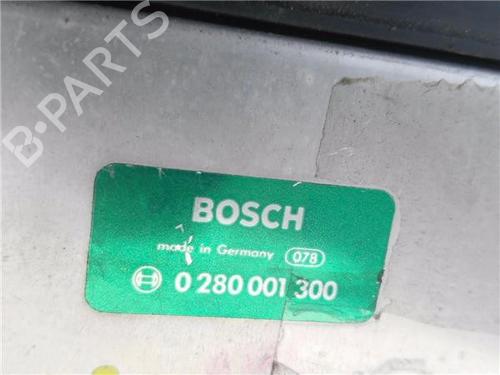 B-PARTS
BOSCH
made in Germany 078
0 280 001 300